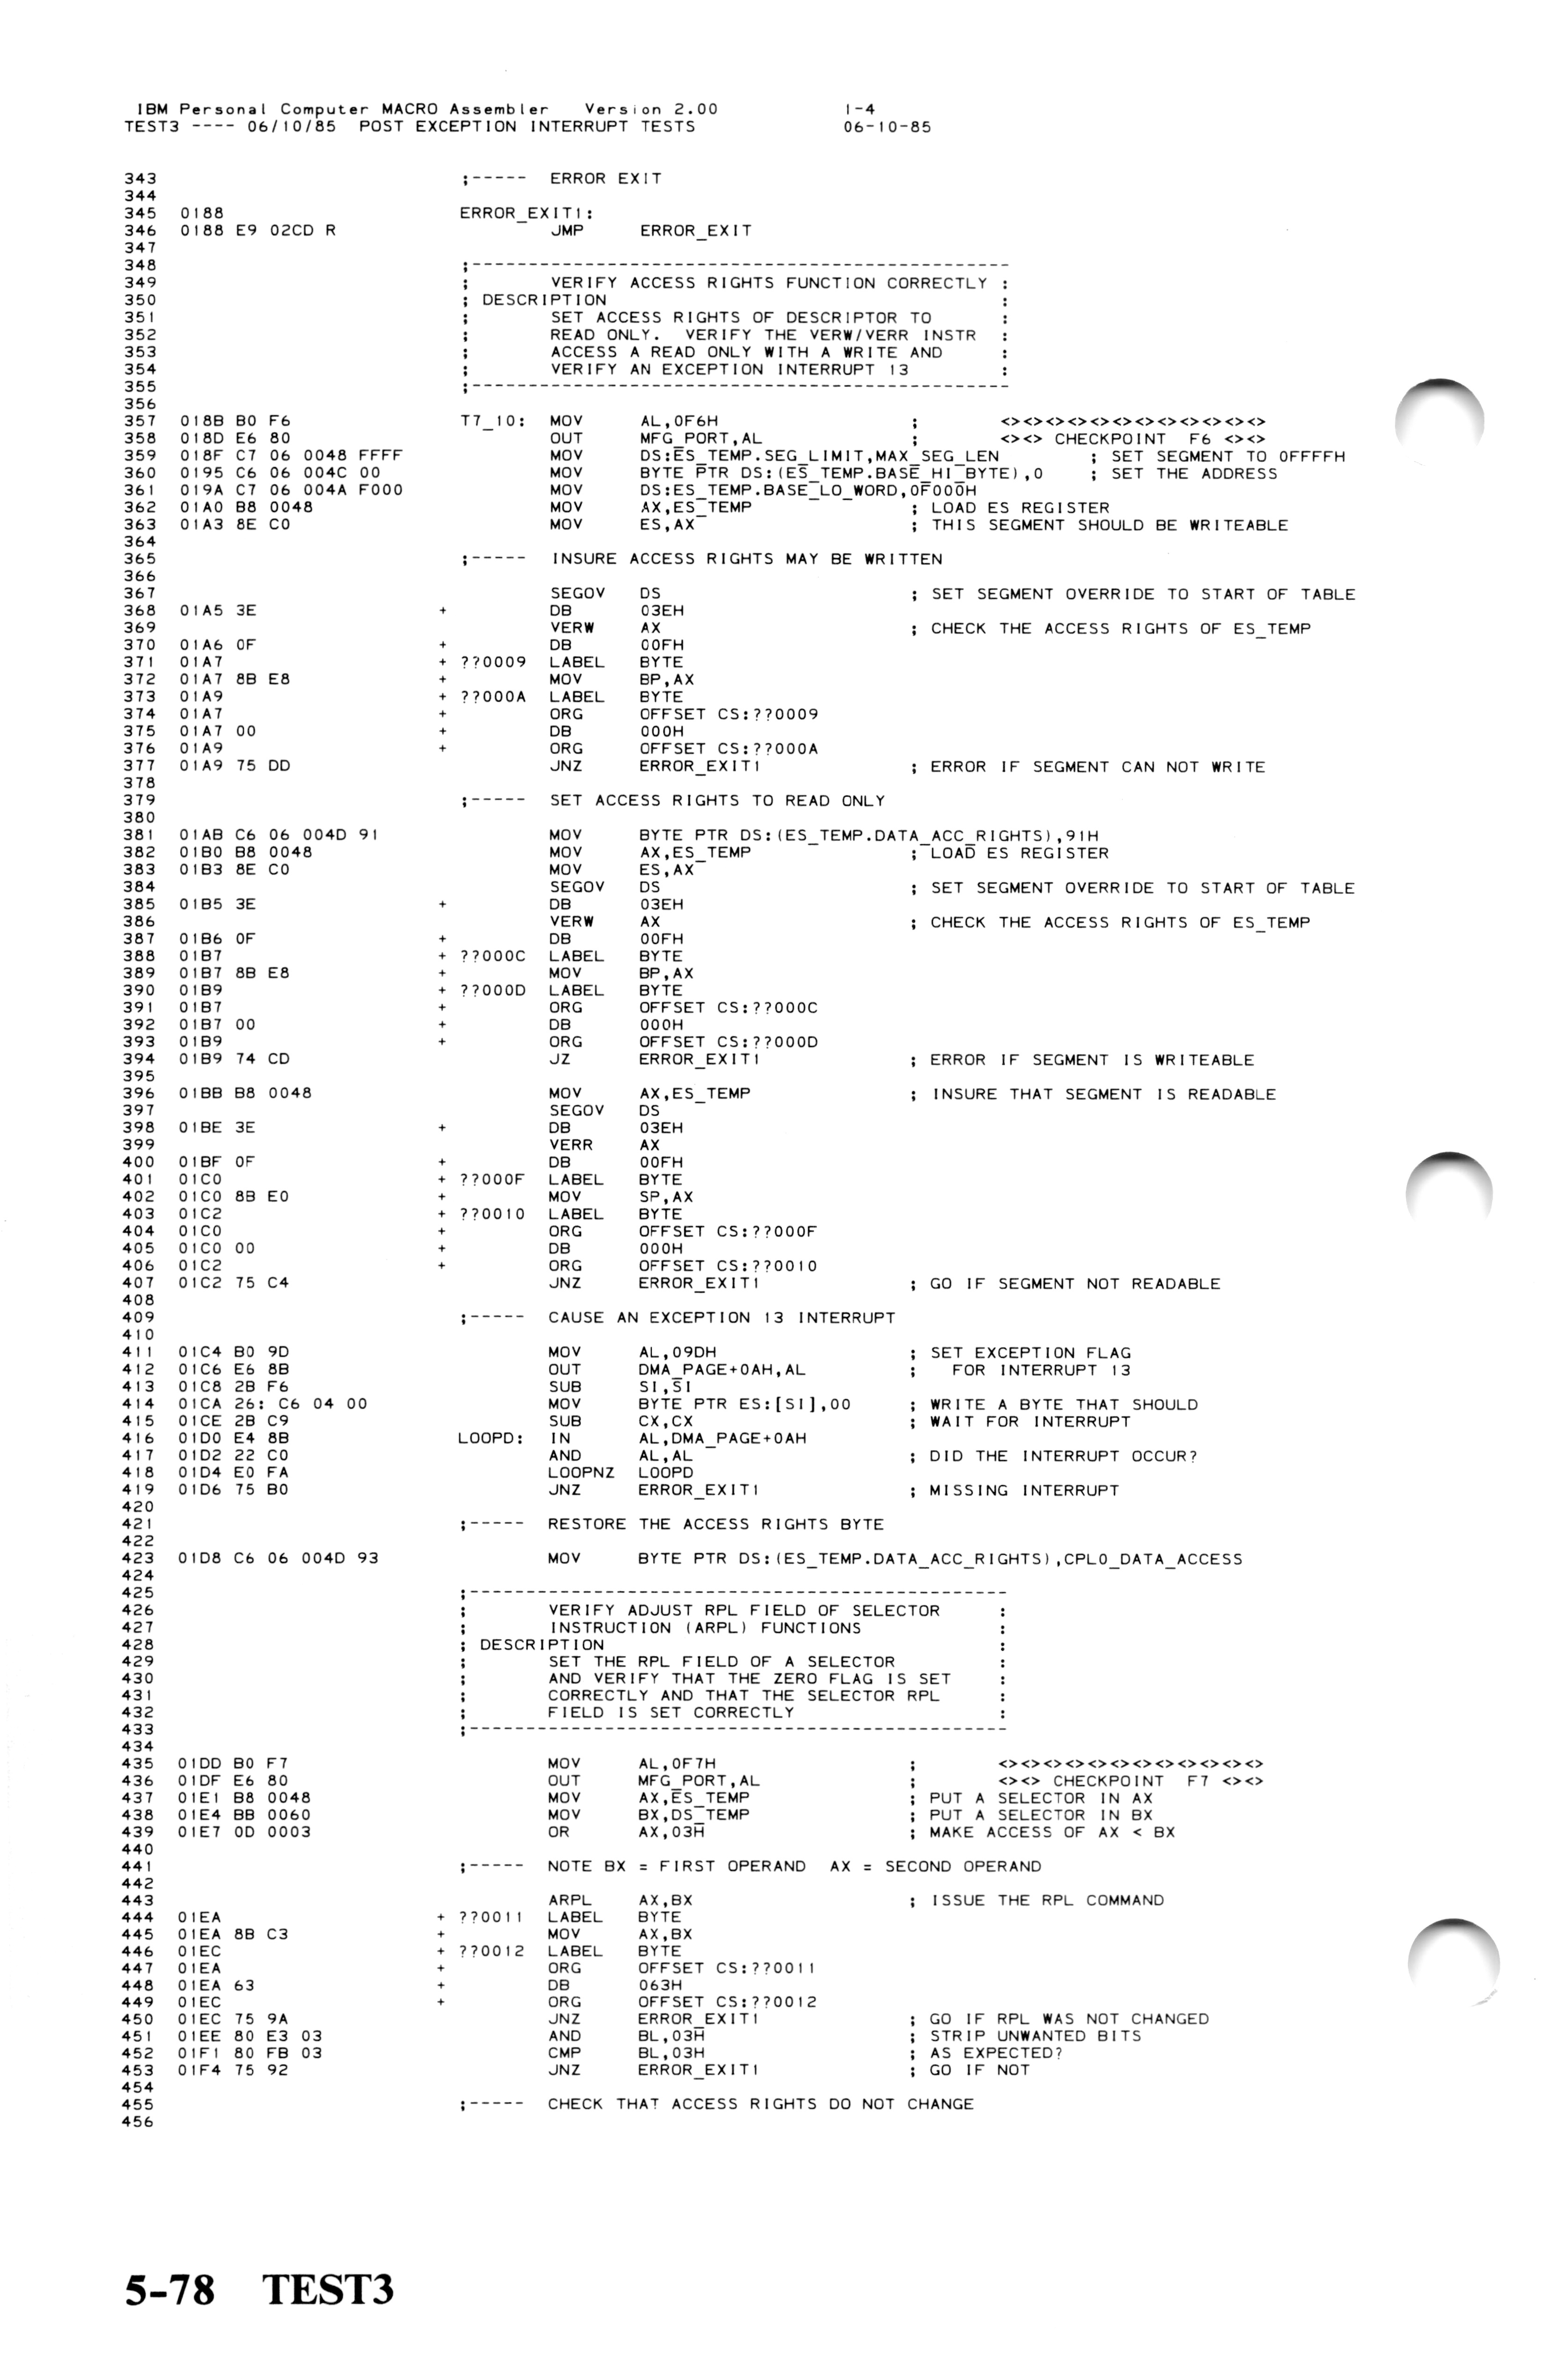 IBM Personal Computer MACRO Assembler   Version 2.00             1-4
TEST3 ---- 06/10/85  POST EXCEPTION INTERRUPT TESTS              06-10-85
343                                     ;-----  ERROR EXIT
344
345   0188                              ERROR_EXIT1:
346   0188 E9 02CD R                            JMP     ERROR_EXIT
347
348                                     ;------------------------------------------------
349                                     ;       VERIFY ACCESS RIGHTS FUNCTION CORRECTLY :
350                                     ; DESCRIPTION                                   :
351                                     ;       SET ACCESS RIGHTS OF DESCRIPTOR TO      :
352                                     ;       READ ONLY.  VERIFY THE VERW/VERR INSTR  :
353                                     ;       ACCESS A READ ONLY WITH A WRITE AND     :
354                                     ;       VERIFY AN EXCEPTION INTERRUPT 13        :
355                                     ;------------------------------------------------
356
357   018B B0 F6                        T7_10:  MOV     AL,0F6H                 ;       <><><><><><><><><><><><>
358   018D E6 80                                OUT     MFG_PORT,AL             ;       <><> CHECKPOINT  F6 <><>
359   018F C7 06 0048 FFFF                      MOV     DS:ES_TEMP.SEG_LIMIT,MAX_SEG_LEN        ; SET SEGMENT TO 0FFFFH
360   0195 C6 06 004C 00                        MOV     BYTE PTR DS:(ES_TEMP.BASE_HI_BYTE),0    ; SET THE ADDRESS
361   019A C7 06 004A F000                      MOV     DS:ES_TEMP.BASE_LO_WORD,0F000H
362   01A0 B8 0048                              MOV     AX,ES_TEMP              ; LOAD ES REGISTER
363   01A3 8E C0                                MOV     ES,AX                   ; THIS SEGMENT SHOULD BE WRITEABLE
364
365                                     ;-----  INSURE ACCESS RIGHTS MAY BE WRITTEN
366
367                                             SEGOV   DS                      ; SET SEGMENT OVERRIDE TO START OF TABLE
368   01A5 3E                         +         DB      03EH
369                                             VERW    AX                      ; CHECK THE ACCESS RIGHTS OF ES_TEMP
370   01A6 0F                         +         DB      00FH
371   01A7                            + ??0009  LABEL   BYTE
372   01A7 8B E8                      +         MOV     BP,AX
373   01A9                            + ??000A  LABEL   BYTE
374   01A7                            +         ORG     OFFSET CS:??0009
375   01A7 00                         +         DB      000H
376   01A9                            +         ORG     OFFSET CS:??000A
377   01A9 75 DD                                JNZ     ERROR_EXIT1             ; ERROR IF SEGMENT CAN NOT WRITE
378
379                                     ;-----  SET ACCESS RIGHTS TO READ ONLY
380
381   01AB C6 06 004D 91                        MOV     BYTE PTR DS:(ES_TEMP.DATA_ACC_RIGHTS),91H
382   01B0 B8 0048                              MOV     AX,ES_TEMP              ; LOAD ES REGISTER
383   01B3 8E C0                                MOV     ES,AX
384                                             SEGOV   DS                      ; SET SEGMENT OVERRIDE TO START OF TABLE
385   01B5 3E                         +         DB      03EH
386                                             VERW    AX                      ; CHECK THE ACCESS RIGHTS OF ES_TEMP
387   01B6 0F                         +         DB      00FH
388   01B7                            + ??000C  LABEL   BYTE
389   01B7 8B E8                      +         MOV     BP,AX
390   01B9                            + ??000D  LABEL   BYTE
391   01B7                            +         ORG     OFFSET CS:??000C
392   01B7 00                         +         DB      000H
393   01B9                            +         ORG     OFFSET CS:??000D
394   01B9 74 CD                                JZ      ERROR_EXIT1             ; ERROR IF SEGMENT IS WRITEABLE
395
396   01BB B8 0048                              MOV     AX,ES_TEMP              ; INSURE THAT SEGMENT IS READABLE
397                                             SEGOV   DS
398   01BE 3E                         +         DB      03EH
399                                             VERR    AX
400   01BF 0F                         +         DB      00FH
401   01C0                            + ??000F  LABEL   BYTE
402   01C0 8B E0                      +         MOV     SP,AX
403   01C2                            + ??0010  LABEL   BYTE
404   01C0                            +         ORG     OFFSET CS:??000F
405   01C0 00                         +         DB      000H
406   01C2                            +         ORG     OFFSET CS:??0010
407   01C2 75 C4                                JNZ     ERROR_EXIT1             ; GO IF SEGMENT NOT READABLE
408
409                                     ;-----  CAUSE AN EXCEPTION 13 INTERRUPT
410
411   01C4 B0 9D                                MOV     AL,09DH                 ; SET EXCEPTION FLAG
412   01C6 E6 8B                                OUT     DMA_PAGE+0AH,AL         ;   FOR INTERRUPT 13
413   01C8 2B F6                                SUB     SI,SI
414   01CA 26: C6 04 00                         MOV     BYTE PTR ES:[SI],00     ; WRITE A BYTE THAT SHOULD
415   01CE 2B C9                                SUB     CX,CX                   ; WAIT FOR INTERRUPT
416   01D0 E4 8B                        LOOPD:  IN      AL,DMA_PAGE+0AH
417   01D2 22 C0                                AND     AL,AL                   ; DID THE INTERRUPT OCCUR?
418   01D4 E0 FA                                LOOPNZ  LOOPD
419   01D6 75 B0                                JNZ     ERROR_EXIT1             ; MISSING INTERRUPT
420
421                                     ;-----  RESTORE THE ACCESS RIGHTS BYTE
422
423   01D8 C6 06 004D 93                        MOV     BYTE PTR DS:(ES_TEMP.DATA_ACC_RIGHTS),CPL0_DATA_ACCESS
424
425                                     ;------------------------------------------------
426                                     ;       VERIFY ADJUST RPL FIELD OF SELECTOR     :
427                                     ;       INSTRUCTION (ARPL) FUNCTIONS            :
428                                     ; DESCRIPTION                                   :
429                                     ;       SET THE RPL FIELD OF A SELECTOR         :
430                                     ;       AND VERIFY THAT THE ZERO FLAG IS SET    :
431                                     ;       CORRECTLY AND THAT THE SELECTOR RPL     :
432                                     ;       FIELD IS SET CORRECTLY                  :
433                                     ;------------------------------------------------
434
435   01DD B0 F7                                MOV     AL,0F7H                 ;       <><><><><><><><><><><><>
436   01DF E6 80                                OUT     MFG_PORT,AL             ;       <><> CHECKPOINT  F7 <><>
437   01E1 B8 0048                              MOV     AX,ES_TEMP              ; PUT A SELECTOR IN AX
438   01E4 BB 0060                              MOV     BX,DS_TEMP              ; PUT A SELECTOR IN BX
439   01E7 0D 0003                              OR      AX,03H                  ; MAKE ACCESS OF AX < BX
440
441                                     ;-----  NOTE BX = FIRST OPERAND  AX = SECOND OPERAND
442
443                                             ARPL    AX,BX                   ; ISSUE THE RPL COMMAND
444   01EA                            + ??0011  LABEL   BYTE
445   01EA 8B C3                      +         MOV     AX,BX
446   01EC                            + ??0012  LABEL   BYTE
447   01EA                            +         ORG     OFFSET CS:??0011
448   01EA 63                         +         DB      063H
449   01EC                            +         ORG     OFFSET CS:??0012
450   01EC 75 9A                                JNZ     ERROR_EXIT1             ; GO IF RPL WAS NOT CHANGED
451   01EE 80 E3 03                             AND     BL,03H                  ; STRIP UNWANTED BITS
452   01F1 80 FB 03                             CMP     BL,03H                  ; AS EXPECTED?
453   01F4 75 92                                JNZ     ERROR_EXIT1             ; GO IF NOT
454
455                                     ;-----  CHECK THAT ACCESS RIGHTS DO NOT CHANGE
456
5-78   TEST3